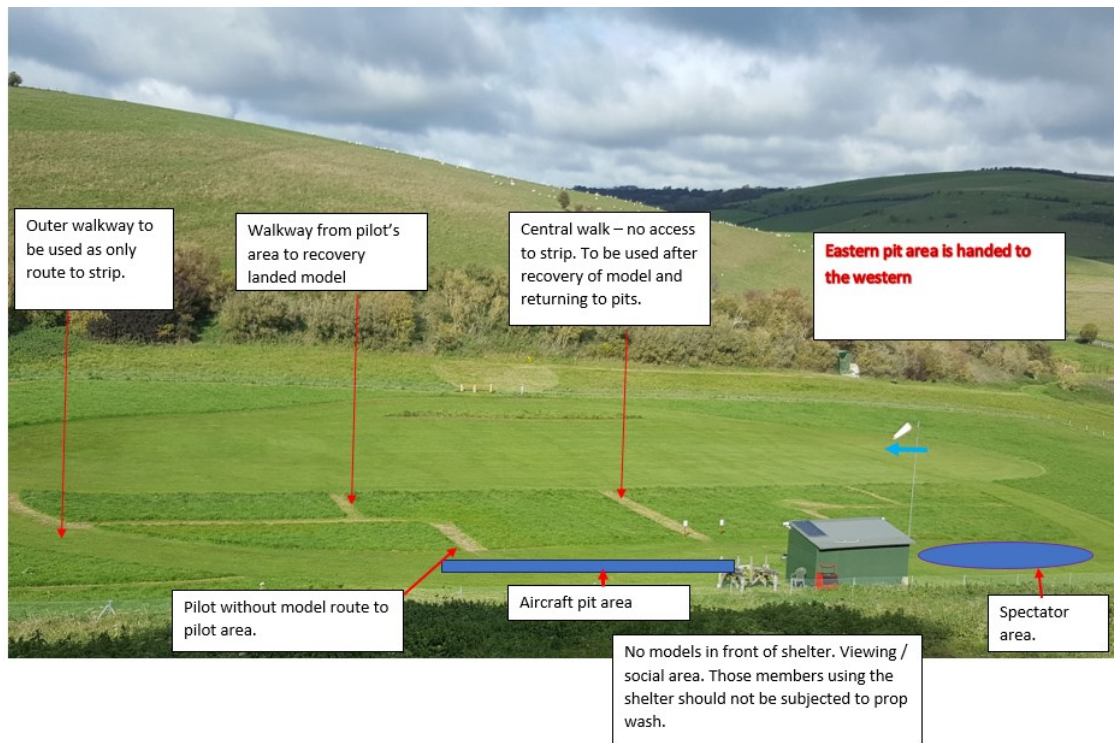 Outer walkway to
be used as only
route to strip.
Walkway from pilot's
area to recovery
landed model
Central walk – no access
to strip. To be used after
recovery of model and
returning to pits.
Eastern pit area is handed to
the western
Pilot without model route to
pilot area.
Aircraft pit area
Spectator
area.
No models in front of shelter. Viewing /
social area. Those members using the
shelter should not be subjected to prop
wash.